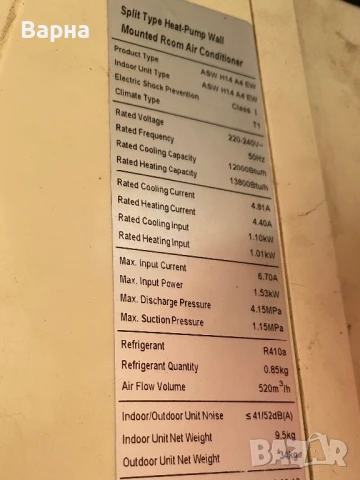 Варна
Split Type Heat-Pump Wall
Mounted Room Air Conditioner
Product Type ASW H14 A4 EW
Indoor Unit Type ASW H14 A4 EW
Electric Shock Prevention Class I
Climate Type T1
Rated Voltage 220-240V~
Rated Frequency 50Hz
Rated Cooling Capacity 12000Btu/h
Rated Heating Capacity 13800Btu/h
Rated Cooling Current 4.81A
Rated Heating Current 4.40A
Rated Cooling Input 1.10kW
Rated Heating Input 1.01kW
Max. Input Current 6.70A
Max. Input Power 1.53kW
Max. Discharge Pressure 4.15MPa
Max. Suction Pressure 1.15MPa
Refrigerant R410a
Refrigerant Quantity 0.85kg
Air Flow Volume 520m³/h
Indoor/Outdoor Unit Noise ≤41/52dB(A)
Indoor Unit Net Weight 9.5kg
Outdoor Unit Net Weight 34kg
BAZAR